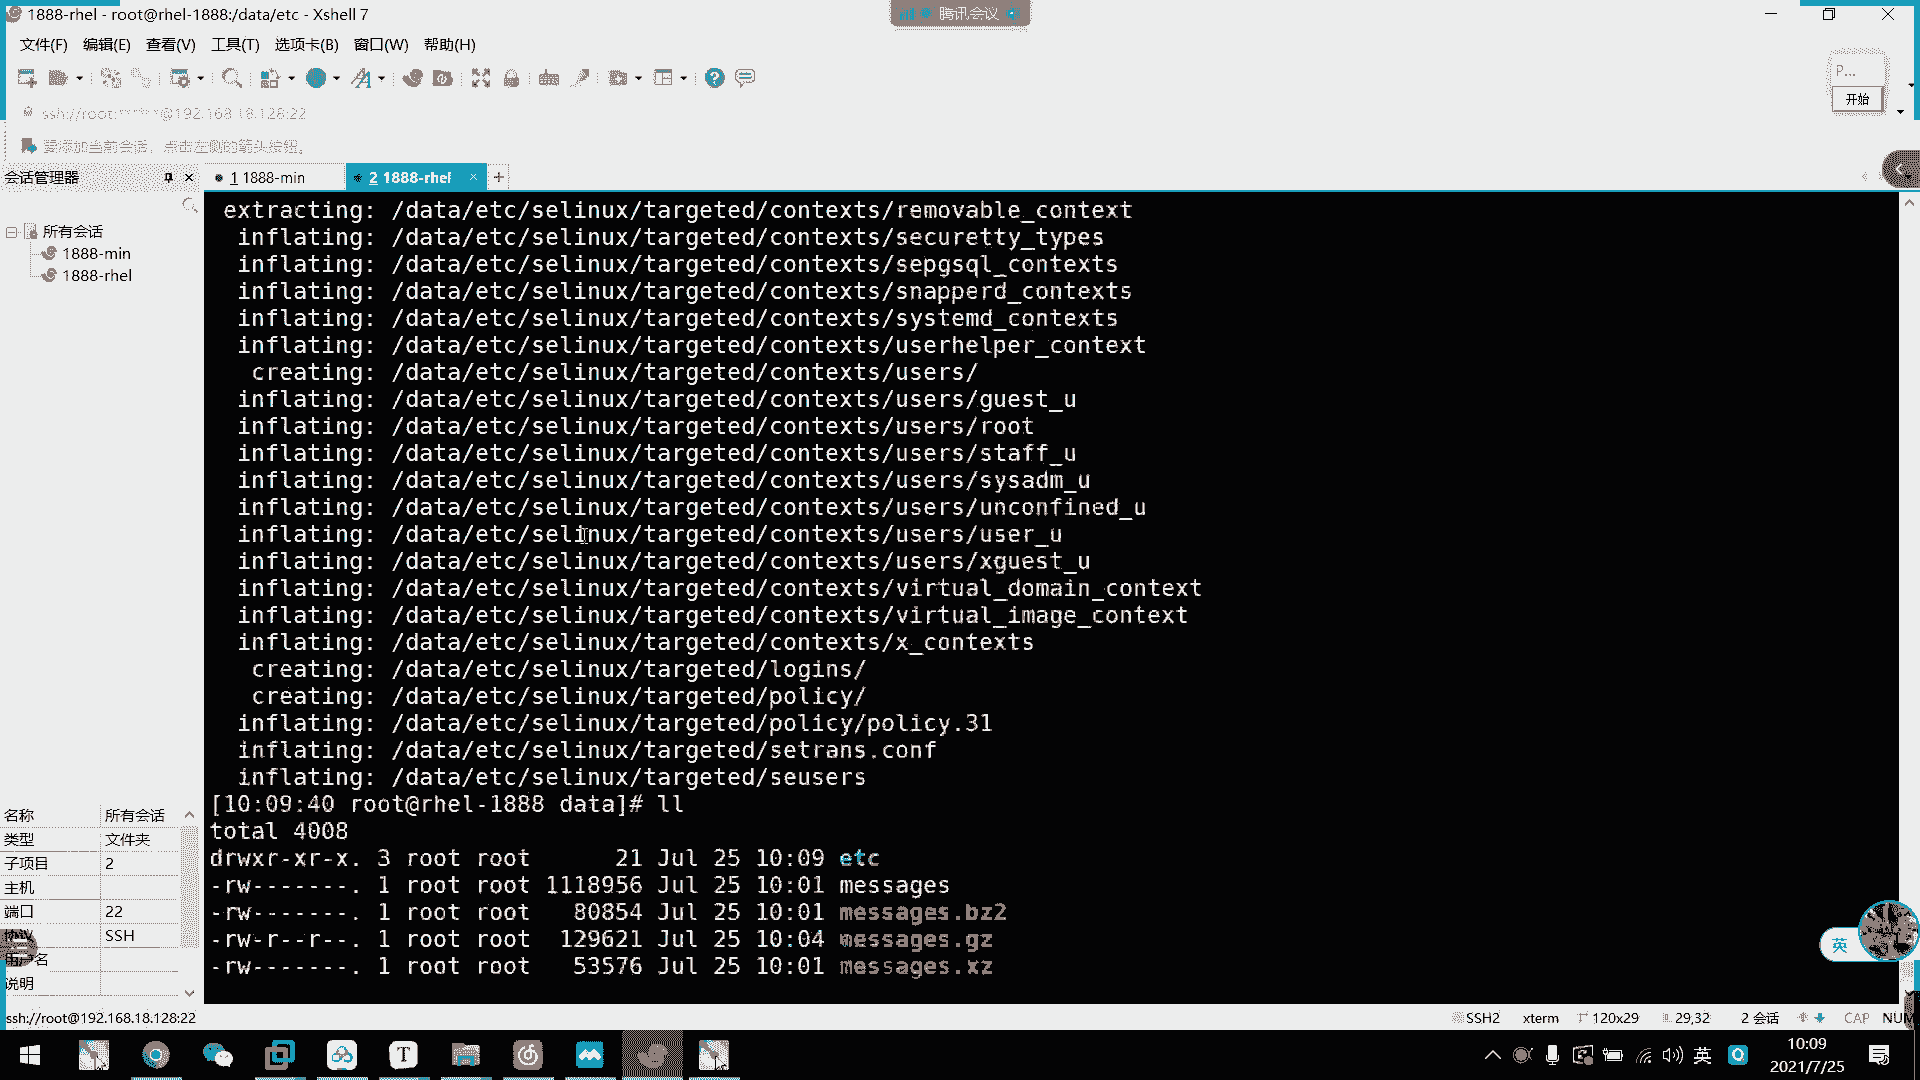 1888-rhel - root@rhel-1888:/data/etc - Xshell 7
腾讯会议
文件(F) 编辑(E) 查看(V) 工具(T) 选项卡(B) 窗口(W) 帮助(H)
P...
开始
ssh://root:******@192.168.18.128:22
要添加当前会话，点击左侧的箭头按钮。
会话管理器
1 1888-min
2 1888-rhel
所有会话
1888-min
1888-rhel
extracting: /data/etc/selinux/targeted/contexts/removable_context
inflating: /data/etc/selinux/targeted/contexts/securetty_types
inflating: /data/etc/selinux/targeted/contexts/sepgsql_contexts
inflating: /data/etc/selinux/targeted/contexts/snapperd_contexts
inflating: /data/etc/selinux/targeted/contexts/systemd_contexts
inflating: /data/etc/selinux/targeted/contexts/userhelper_context
creating: /data/etc/selinux/targeted/contexts/users/
inflating: /data/etc/selinux/targeted/contexts/users/guest_u
inflating: /data/etc/selinux/targeted/contexts/users/root
inflating: /data/etc/selinux/targeted/contexts/users/staff_u
inflating: /data/etc/selinux/targeted/contexts/users/sysadm_u
inflating: /data/etc/selinux/targeted/contexts/users/unconfined_u
inflating: /data/etc/selinux/targeted/contexts/users/user_u
inflating: /data/etc/selinux/targeted/contexts/users/xguest_u
inflating: /data/etc/selinux/targeted/contexts/virtual_domain_context
inflating: /data/etc/selinux/targeted/contexts/virtual_image_context
inflating: /data/etc/selinux/targeted/contexts/x_contexts
creating: /data/etc/selinux/targeted/logins/
creating: /data/etc/selinux/targeted/policy/
inflating: /data/etc/selinux/targeted/policy/policy.31
inflating: /data/etc/selinux/targeted/setrans.conf
inflating: /data/etc/selinux/targeted/seusers
[10:09:40 root@rhel-1888 data]# ll
total 4008
drwxr-xr-x. 3 root root 21 Jul 25 10:09 etc
-rw-------. 1 root root 1118956 Jul 25 10:01 messages
-rw-------. 1 root root 80854 Jul 25 10:01 messages.bz2
-rw-r--r--. 1 root root 129621 Jul 25 10:04 messages.gz
-rw-------. 1 root root 53576 Jul 25 10:01 messages.xz
名称 所有会话
类型 文件夹
子项目 2
主机
端口 22
协议 SSH
用户名
说明
英
ssh://root@192.168.18.128:22
SSH2 xterm 120x29 29,32 2 会话 CAP NUM
T
英
10:09
2021/7/25